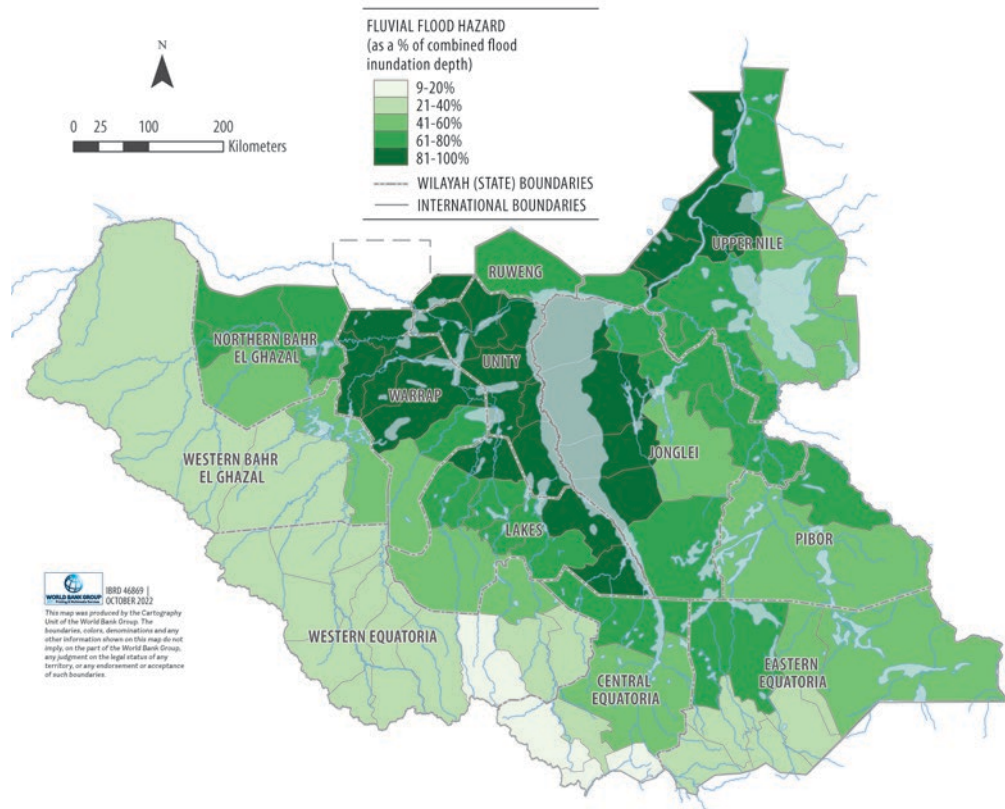 FLUVIAL FLOOD HAZARD
(as a % of combined flood
inundation depth)
9-20%
21-40%
41-60%
61-80%
81-100%
WILAYAH (STATE) BOUNDARIES
INTERNATIONAL BOUNDARIES
N
0 25 100 200
Kilometers
UPPER NILE
RUWENG
NORTHERN BAHR
EL GHAZAL
UNITY
WARRAP
WESTERN BAHR
EL GHAZAL
JONGLEI
LAKES
PIBOR
WESTERN EQUATORIA
CENTRAL
EQUATORIA
EASTERN
EQUATORIA
WORLD BANK GROUP
IBRD 46869 |
OCTOBER 2022
This map was produced by the Cartography
Unit of the World Bank Group. The
boundaries, colors, denominations and any
other information shown on this map do not
imply, on the part of the World Bank Group,
any judgment on the legal status of any
territory, or any endorsement or acceptance
of such boundaries.